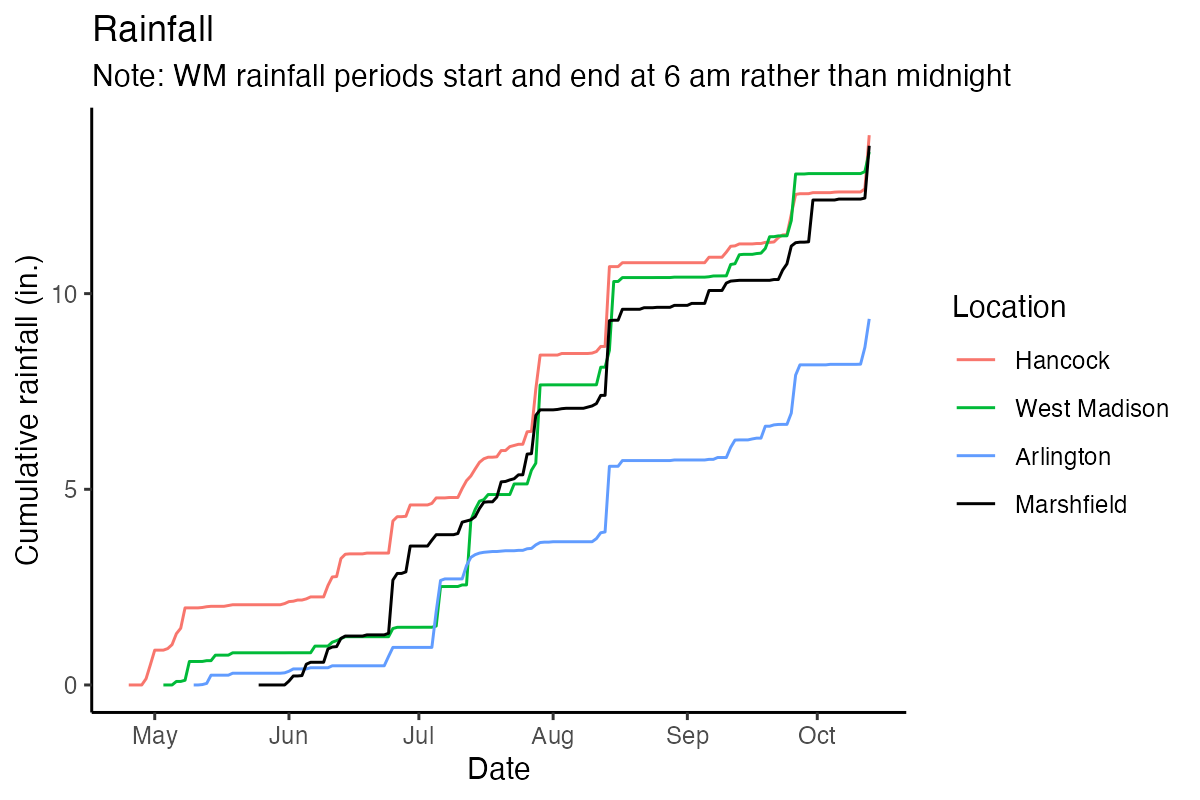 Rainfall
Note: WM rainfall periods start and end at 6 am rather than midnight
Cumulative rainfall (in.)
10
5
0
May Jun Jul Aug Sep Oct
Date
Location
Hancock
West Madison
Arlington
Marshfield